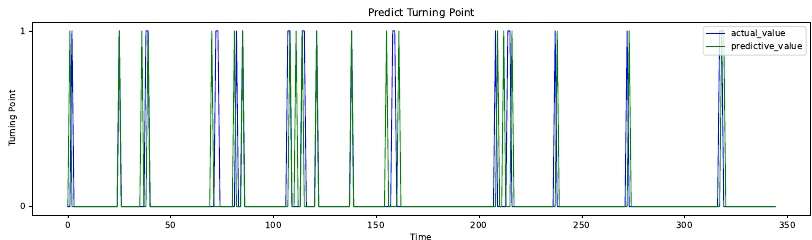 Predict Turning Point
actual_value
predictive_value
Turning Point
1
0
0
50
100
150
200
250
300
350
Time